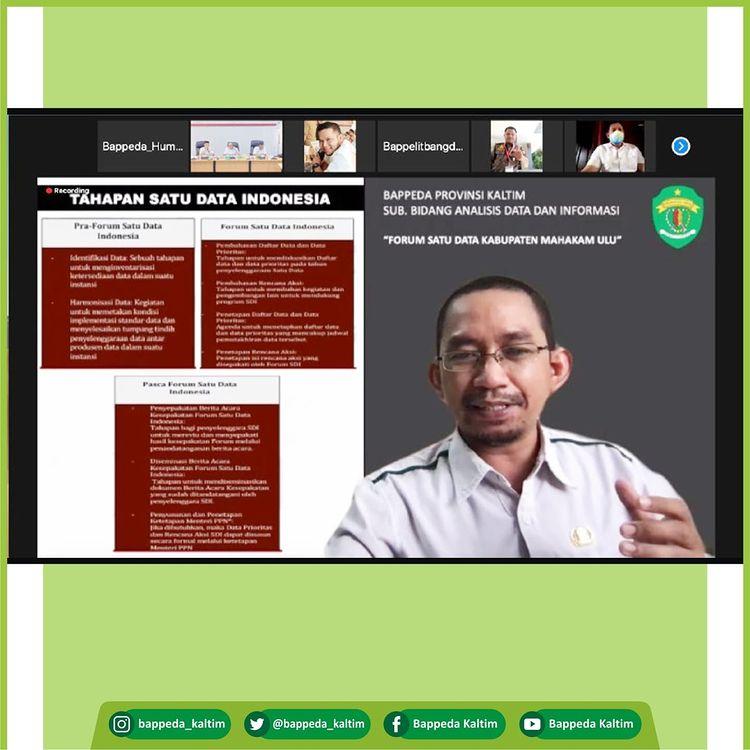 Bappeda_Hum...
Bappelitbangd...
Recording
TAHAPAN SATU DATA INDONESIA
Pra-Forum Satu Data
Indonesia
- Identifikasi Data: Sebuah tahapan
untuk menginventarisasi
ketersediaan data dalam suatu
instansi
- Harmonisasi Data: Kegiatan
untuk memetakan kondisi
implementasi standar data dan
menyelesaikan tumpang tindih
penyelenggaraan data antar
produsen data dalam suatu
instansi
Forum Satu Data Indonesia
- Pembahasan Daftar Data dan Data
Prioritas:
Tahapan untuk mendiskusikan Daftar
data dan data prioritas pada tahun
penyelenggaraan Satu Data
- Pembahasan Rencana Aksi:
Tahapan untuk membahas kegiatan dan
pengembangan lain untuk mendukung
program SDI
- Penetapan Daftar Data dan Data
Prioritas:
Agenda untuk menetapkan daftar data
dan data prioritas yang mencakup jadwal
pemutakhiran data tersebut.
- Penetapan Rencana Aksi:
Penetapan isi rencana aksi yang
disepakati oleh Forum SDI
Pasca Forum Satu Data
Indonesia
- Penyepakatan Berita Acara
Kesepakatan Forum Satu Data
Indonesia:
Tahapan bagi penyelenggara SDI
untuk mereviu dan menyepakati
hasil kesepakatan Forum melalui
penandatanganan berita acara.
- Diseminasi Berita Acara
Kesepakatan Forum Satu Data
Indonesia:
Tahapan untuk mendiseminasikan
dokumen Berita Acara Kesepakatan
yang sudah ditandatangani oleh
penyelenggara SDI.
- Penyusunan dan Penetapan
Ketetapan Menteri PPN*:
Jika dibutuhkan, maka Data Prioritas
dan Rencana Aksi SDI dapat disusun
secara formal melalui ketetapan
Menteri PPN
BAPPEDA PROVINSI KALTIM
SUB. BIDANG ANALISIS DATA DAN INFORMASI
"FORUM SATU DATA KABUPATEN MAHAKAM ULU"
bappeda_kaltim
@bappeda_kaltim
Bappeda Kaltim
Bappeda Kaltim